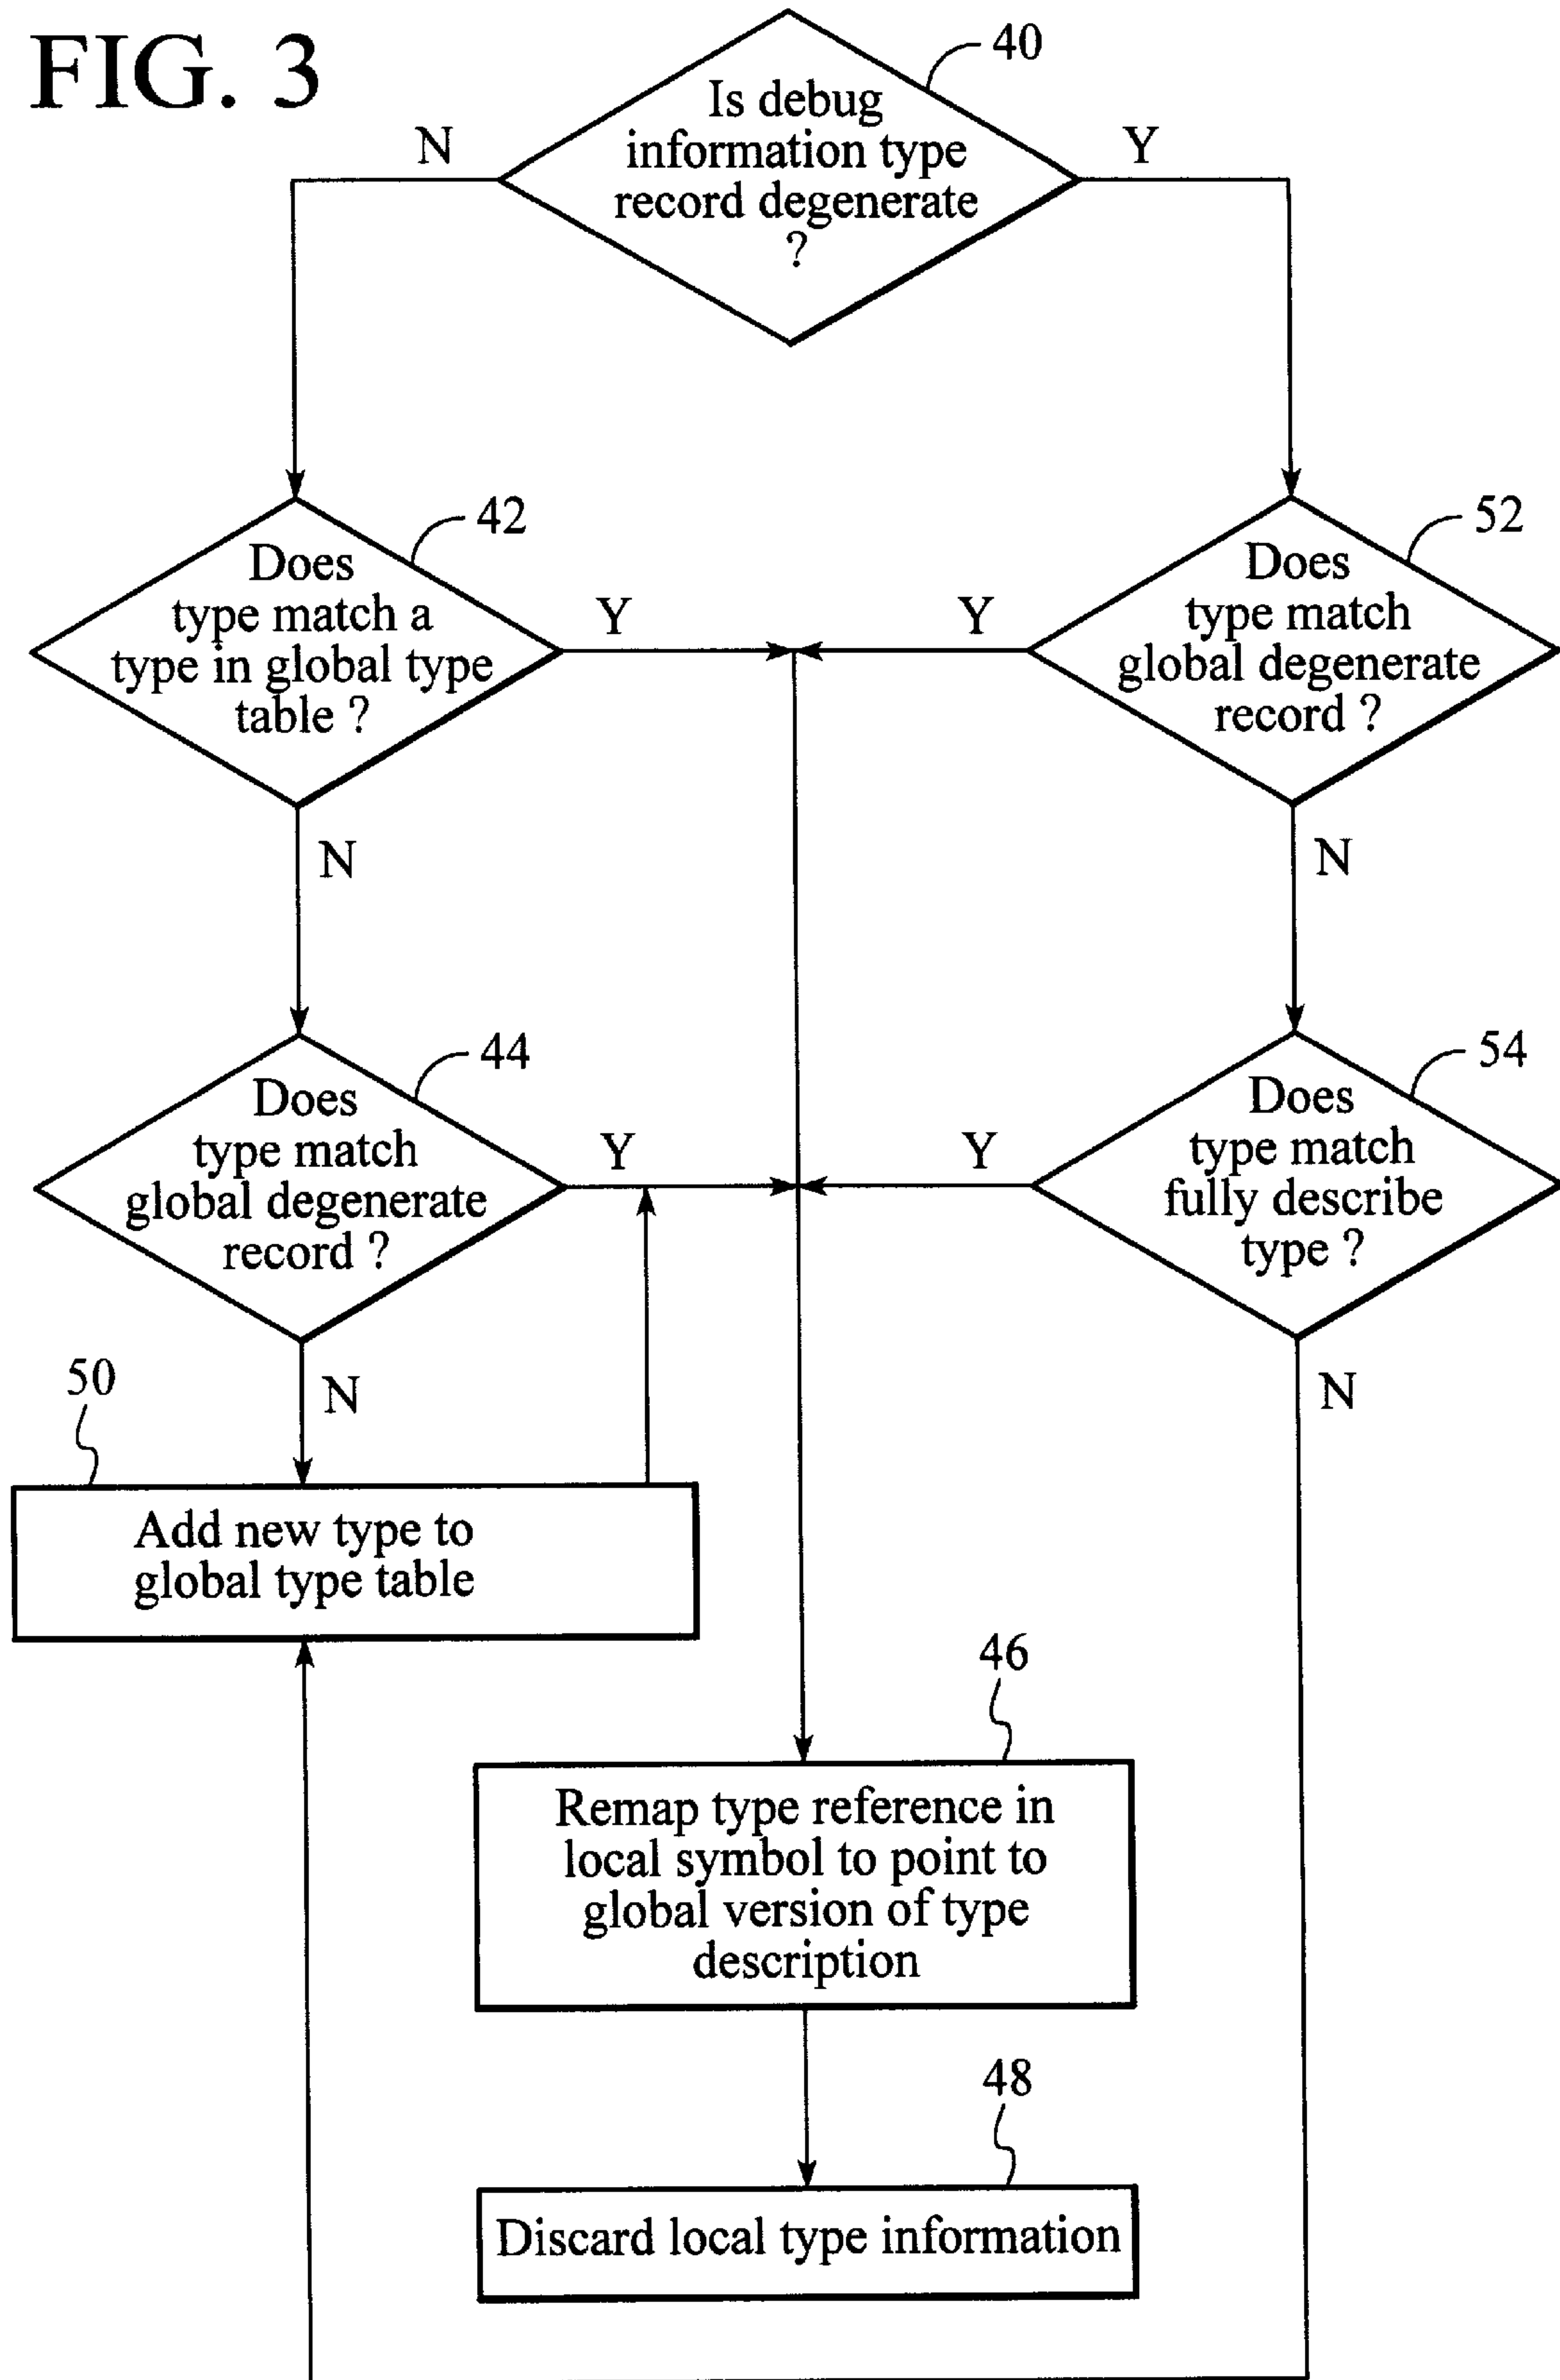 FIG. 3
40
Is debug
information type
record degenerate
?
N
Y
42
Does
type match a
type in global type
table ?
Y
N
52
Does
type match
global degenerate
record ?
Y
N
44
Does
type match
global degenerate
record ?
Y
N
54
Does
type match
fully describe
type ?
Y
N
50
Add new type to
global type table
46
Remap type reference in
local symbol to point to
global version of type
description
48
Discard local type information